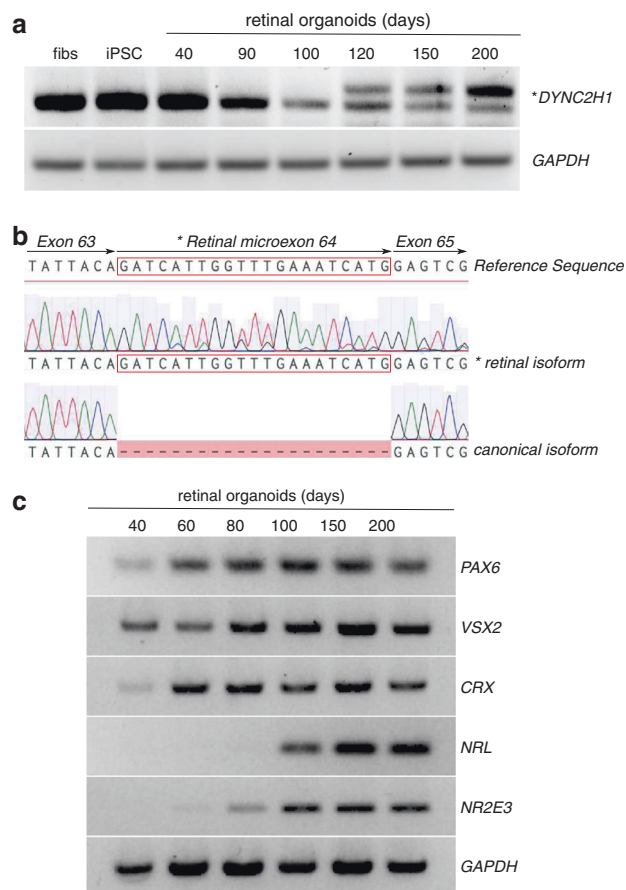 a
retinal organoids (days)
fibs iPSC 40 90 100 120 150 200
*DYNC2H1
GAPDH
b
Exon 63 * Retinal microexon 64 Exon 65
TATTACAGATCATTGGTTTGAAATCATGGAGTCG Reference Sequence
TATTACAGATCATTGGTTTGAAATCATGGAGTCG * retinal isoform
TATTACA--------------------GAGTCG canonical isoform
c
retinal organoids (days)
40 60 80 100 150 200
PAX6
VSX2
CRX
NRL
NR2E3
GAPDH